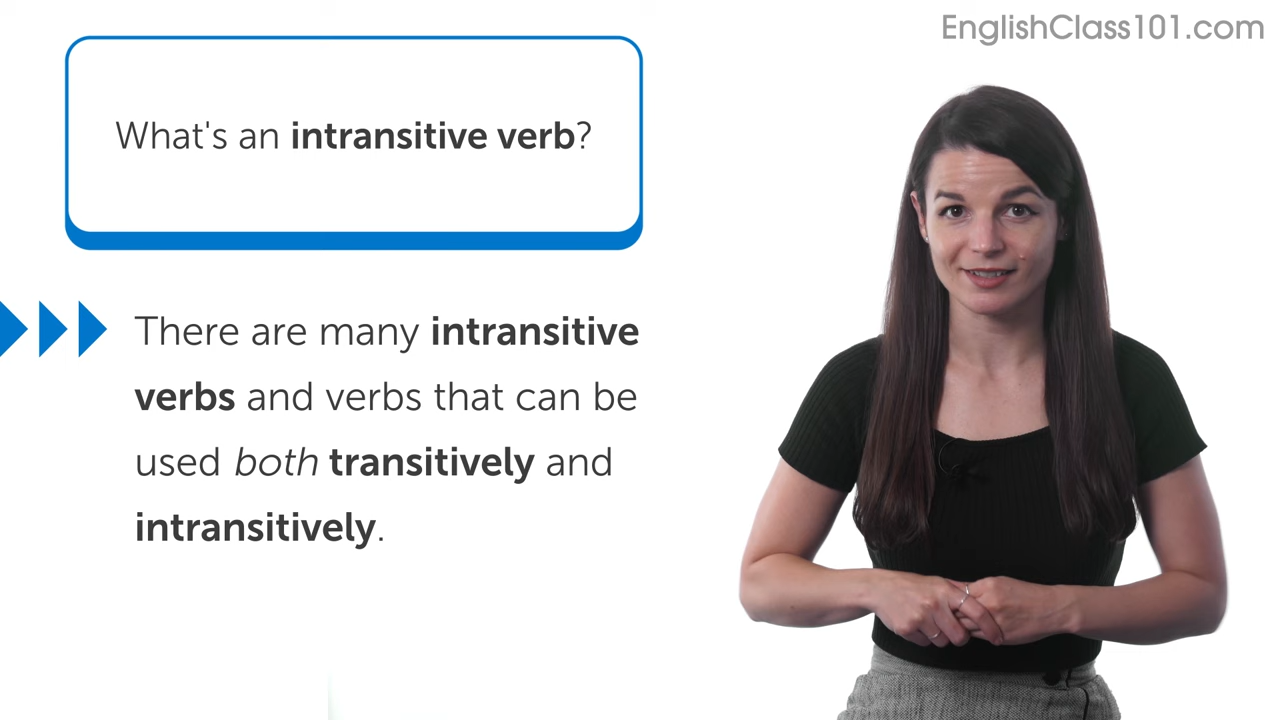 EnglishClass101.com
What's an intransitive verb?
There are many intransitive
verbs and verbs that can be
used both transitively and
intransitively.